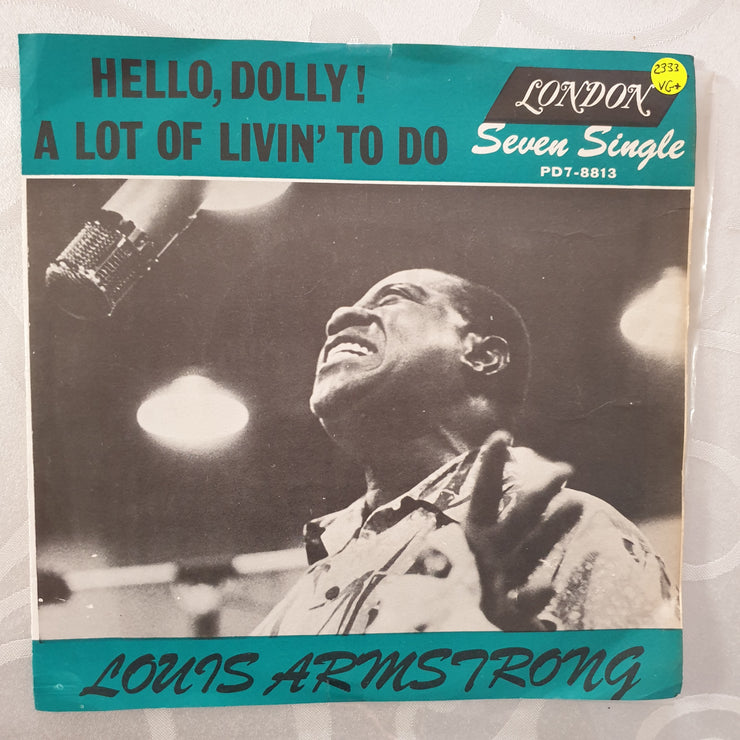 HELLO, DOLLY!
A LOT OF LIVIN' TO DO
LONDON
Seven Single
PD7-8813
2333
VG+
LOUIS ARMSTRONG